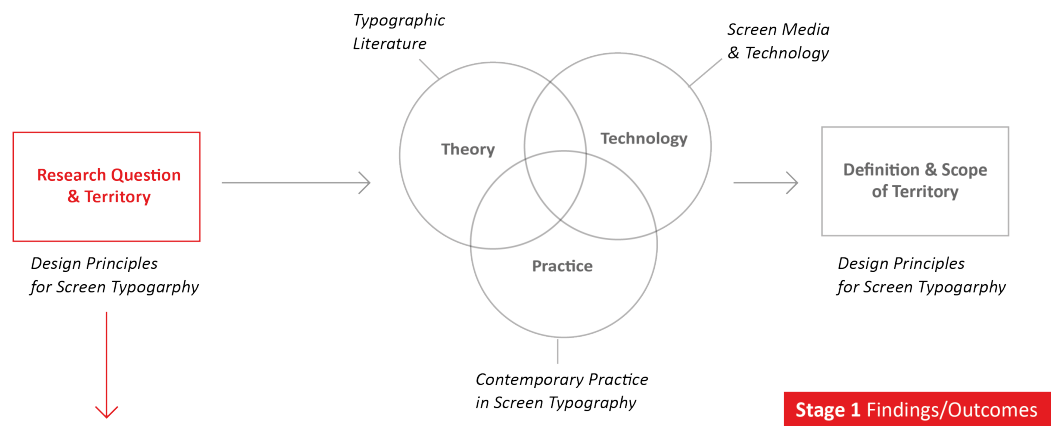 Typographic
Literature
Screen Media
& Technology
Theory
Technology
Research Question
& Territory
Definition & Scope
of Territory
Design Principles
for Screen Typogarphy
Practice
Design Principles
for Screen Typogarphy
Contemporary Practice
in Screen Typography
Stage 1 Findings/Outcomes